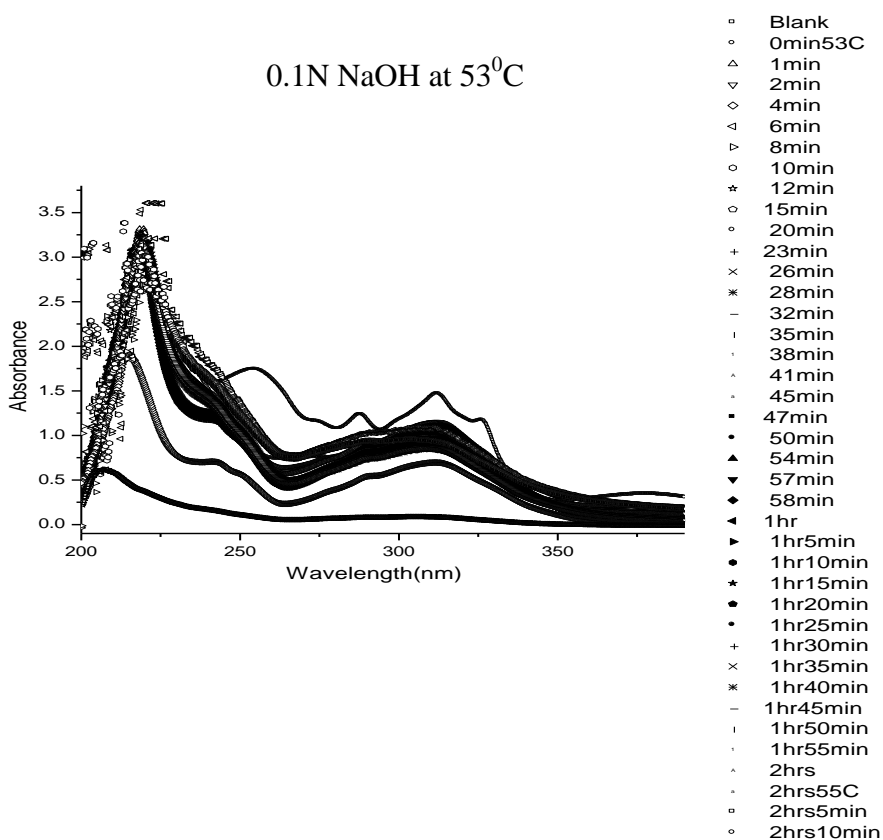 0.1N NaOH at 53⁰C
Absorbance
3.5
3.0
2.5
2.0
1.5
1.0
0.5
0.0
200
250
300
350
Wavelength(nm)
Blank
0min53C
1min
2min
4min
6min
8min
10min
12min
15min
20min
23min
26min
28min
32min
35min
38min
41min
45min
47min
50min
54min
57min
58min
1hr
1hr5min
1hr10min
1hr15min
1hr20min
1hr25min
1hr30min
1hr35min
1hr40min
1hr45min
1hr50min
1hr55min
2hrs
2hrs55C
2hrs5min
2hrs10min